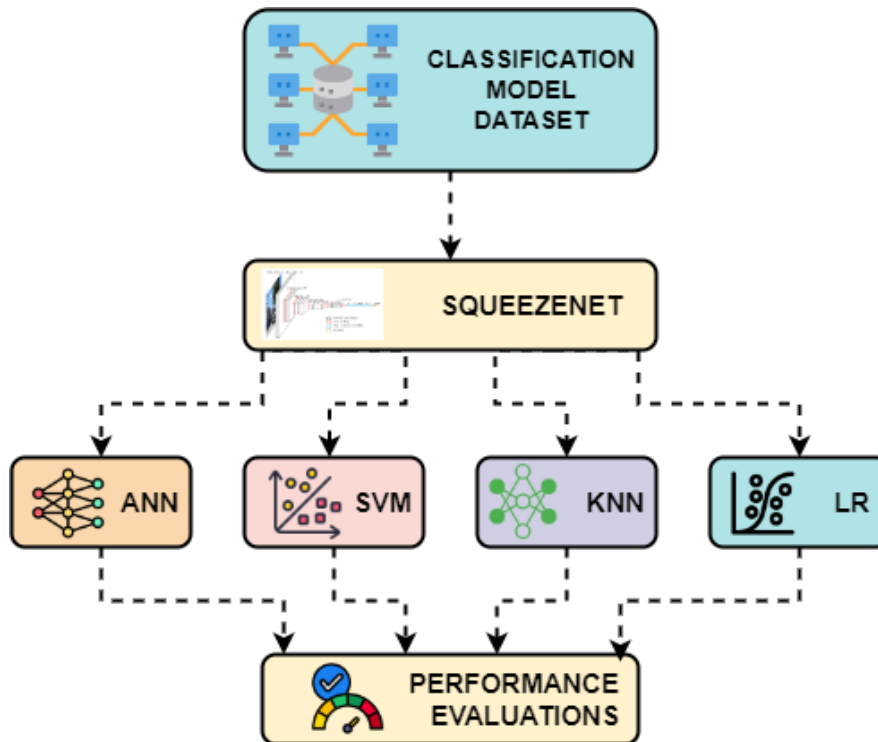 CLASSIFICATION
MODEL
DATASET
SQUEEZENET
ANN
SVM
KNN
LR
PERFORMANCE
EVALUATIONS